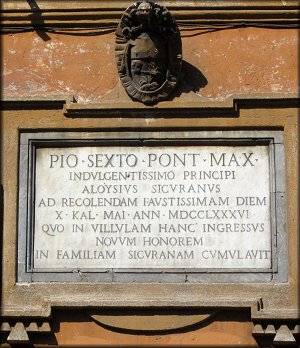 PIO · SEXTO · PONT · MAX ·
INDVLGENTISSIMO PRINCIPI
ALOYSIVS SICVRANVS
AD RECOLENDAM FAVSTISSIMAM DIEM
X · KAL · MAI · ANN · MDCCLXXXVI
QVO IN VILLVLAM HANC INGRESSVS
NOVVM HONOREM
IN FAMILIAM SICVRANAM CVMVLAVIT